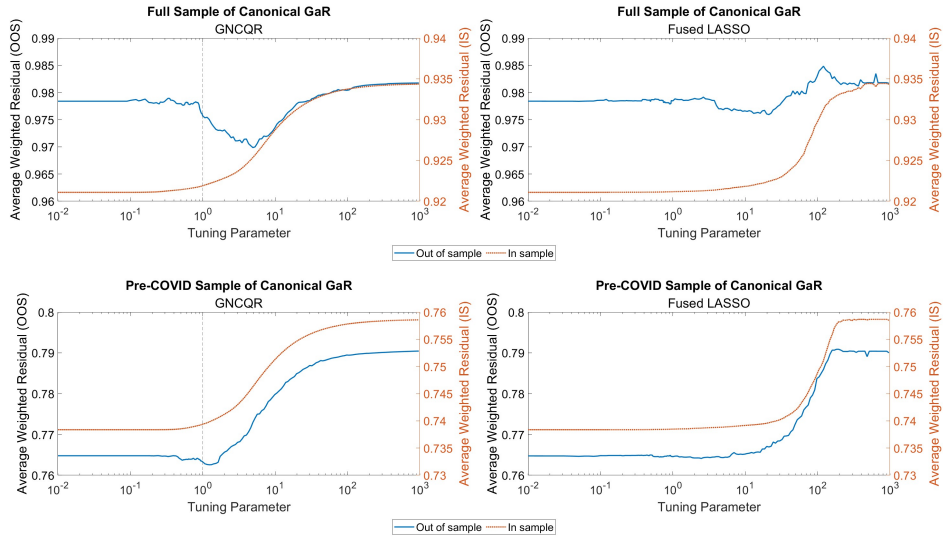 Full Sample of Canonical GaR
GNCQR
Average Weighted Residual (OOS)
0.99
0.985
0.98
0.975
0.97
0.965
0.96
0.94
0.935
0.93
0.925
0.92
Average Weighted Residual (IS)
10^-2 10^-1 10^0 10^1 10^2 10^3
Tuning Parameter
Full Sample of Canonical GaR
Fused LASSO
Average Weighted Residual (OOS)
0.99
0.985
0.98
0.975
0.97
0.965
0.96
0.94
0.935
0.93
0.925
0.92
Average Weighted Residual (IS)
10^-2 10^-1 10^0 10^1 10^2 10^3
Tuning Parameter
Out of sample In sample
Pre-COVID Sample of Canonical GaR
GNCQR
Average Weighted Residual (OOS)
0.8
0.79
0.78
0.77
0.76
0.76
0.755
0.75
0.745
0.74
0.735
0.73
Average Weighted Residual (IS)
10^-2 10^-1 10^0 10^1 10^2 10^3
Tuning Parameter
Pre-COVID Sample of Canonical GaR
Fused LASSO
Average Weighted Residual (OOS)
0.8
0.79
0.78
0.77
0.76
0.76
0.755
0.75
0.745
0.74
0.735
0.73
Average Weighted Residual (IS)
10^-2 10^-1 10^0 10^1 10^2 10^3
Tuning Parameter
Out of sample In sample